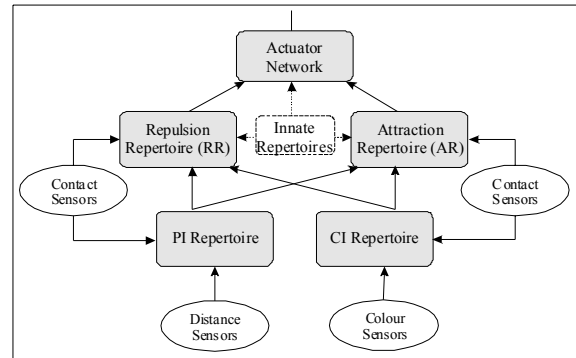 Actuator
Network
Repulsion
Repertoire (RR)
Innate
Repertoires
Attraction
Repertoire (AR)
Contact
Sensors
Contact
Sensors
PI Repertoire
CI Repertoire
Distance
Sensors
Colour
Sensors